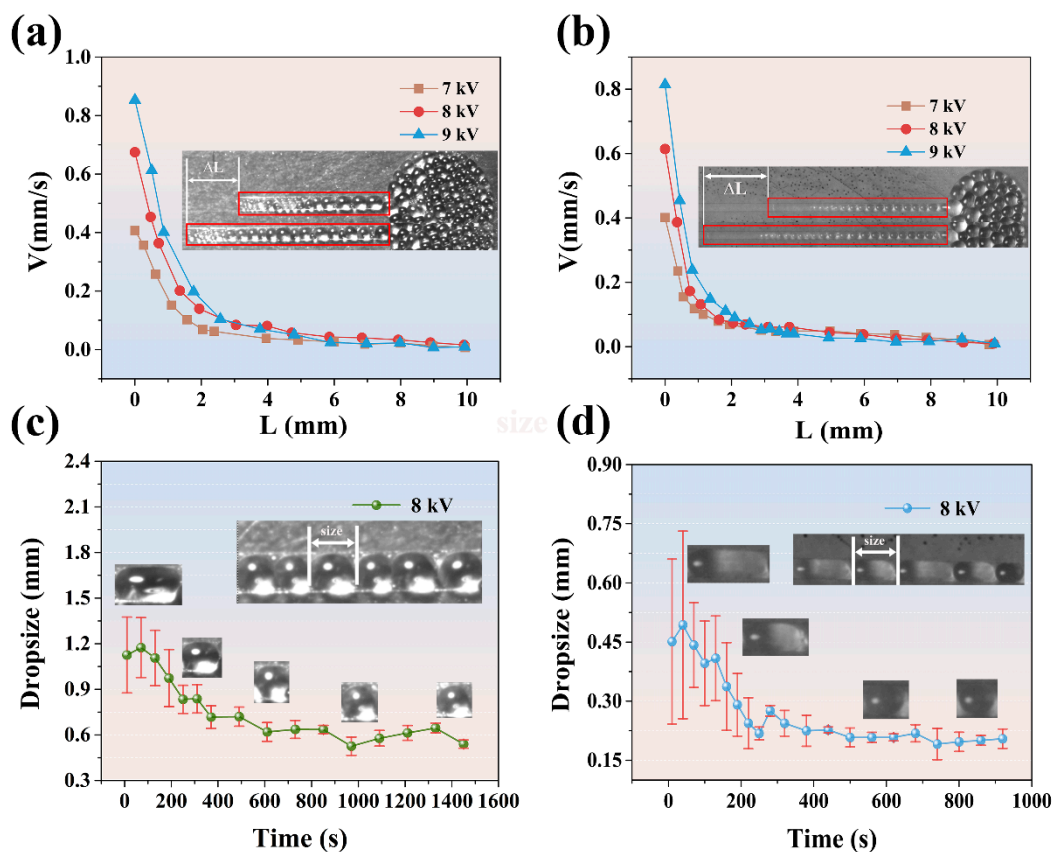 (a)
1.0
0.8
0.6
0.4
0.2
0.0
V(mm/s)
7 kV
8 kV
9 kV
ΔL
0 2 4 6 8 10
L (mm)
(b)
0.8
0.6
0.4
0.2
0.0
V(mm/s)
7 kV
8 kV
9 kV
ΔL
0 2 4 6 8 10
L (mm)
size
(c)
2.4
2.1
1.8
1.5
1.2
0.9
0.6
0.3
Dropsize (mm)
8 kV
size
0 200 400 600 800 1000 1200 1400 1600
Time (s)
(d)
0.90
0.75
0.60
0.45
0.30
0.15
Dropsize (mm)
8 kV
size
0 200 400 600 800 1000
Time (s)